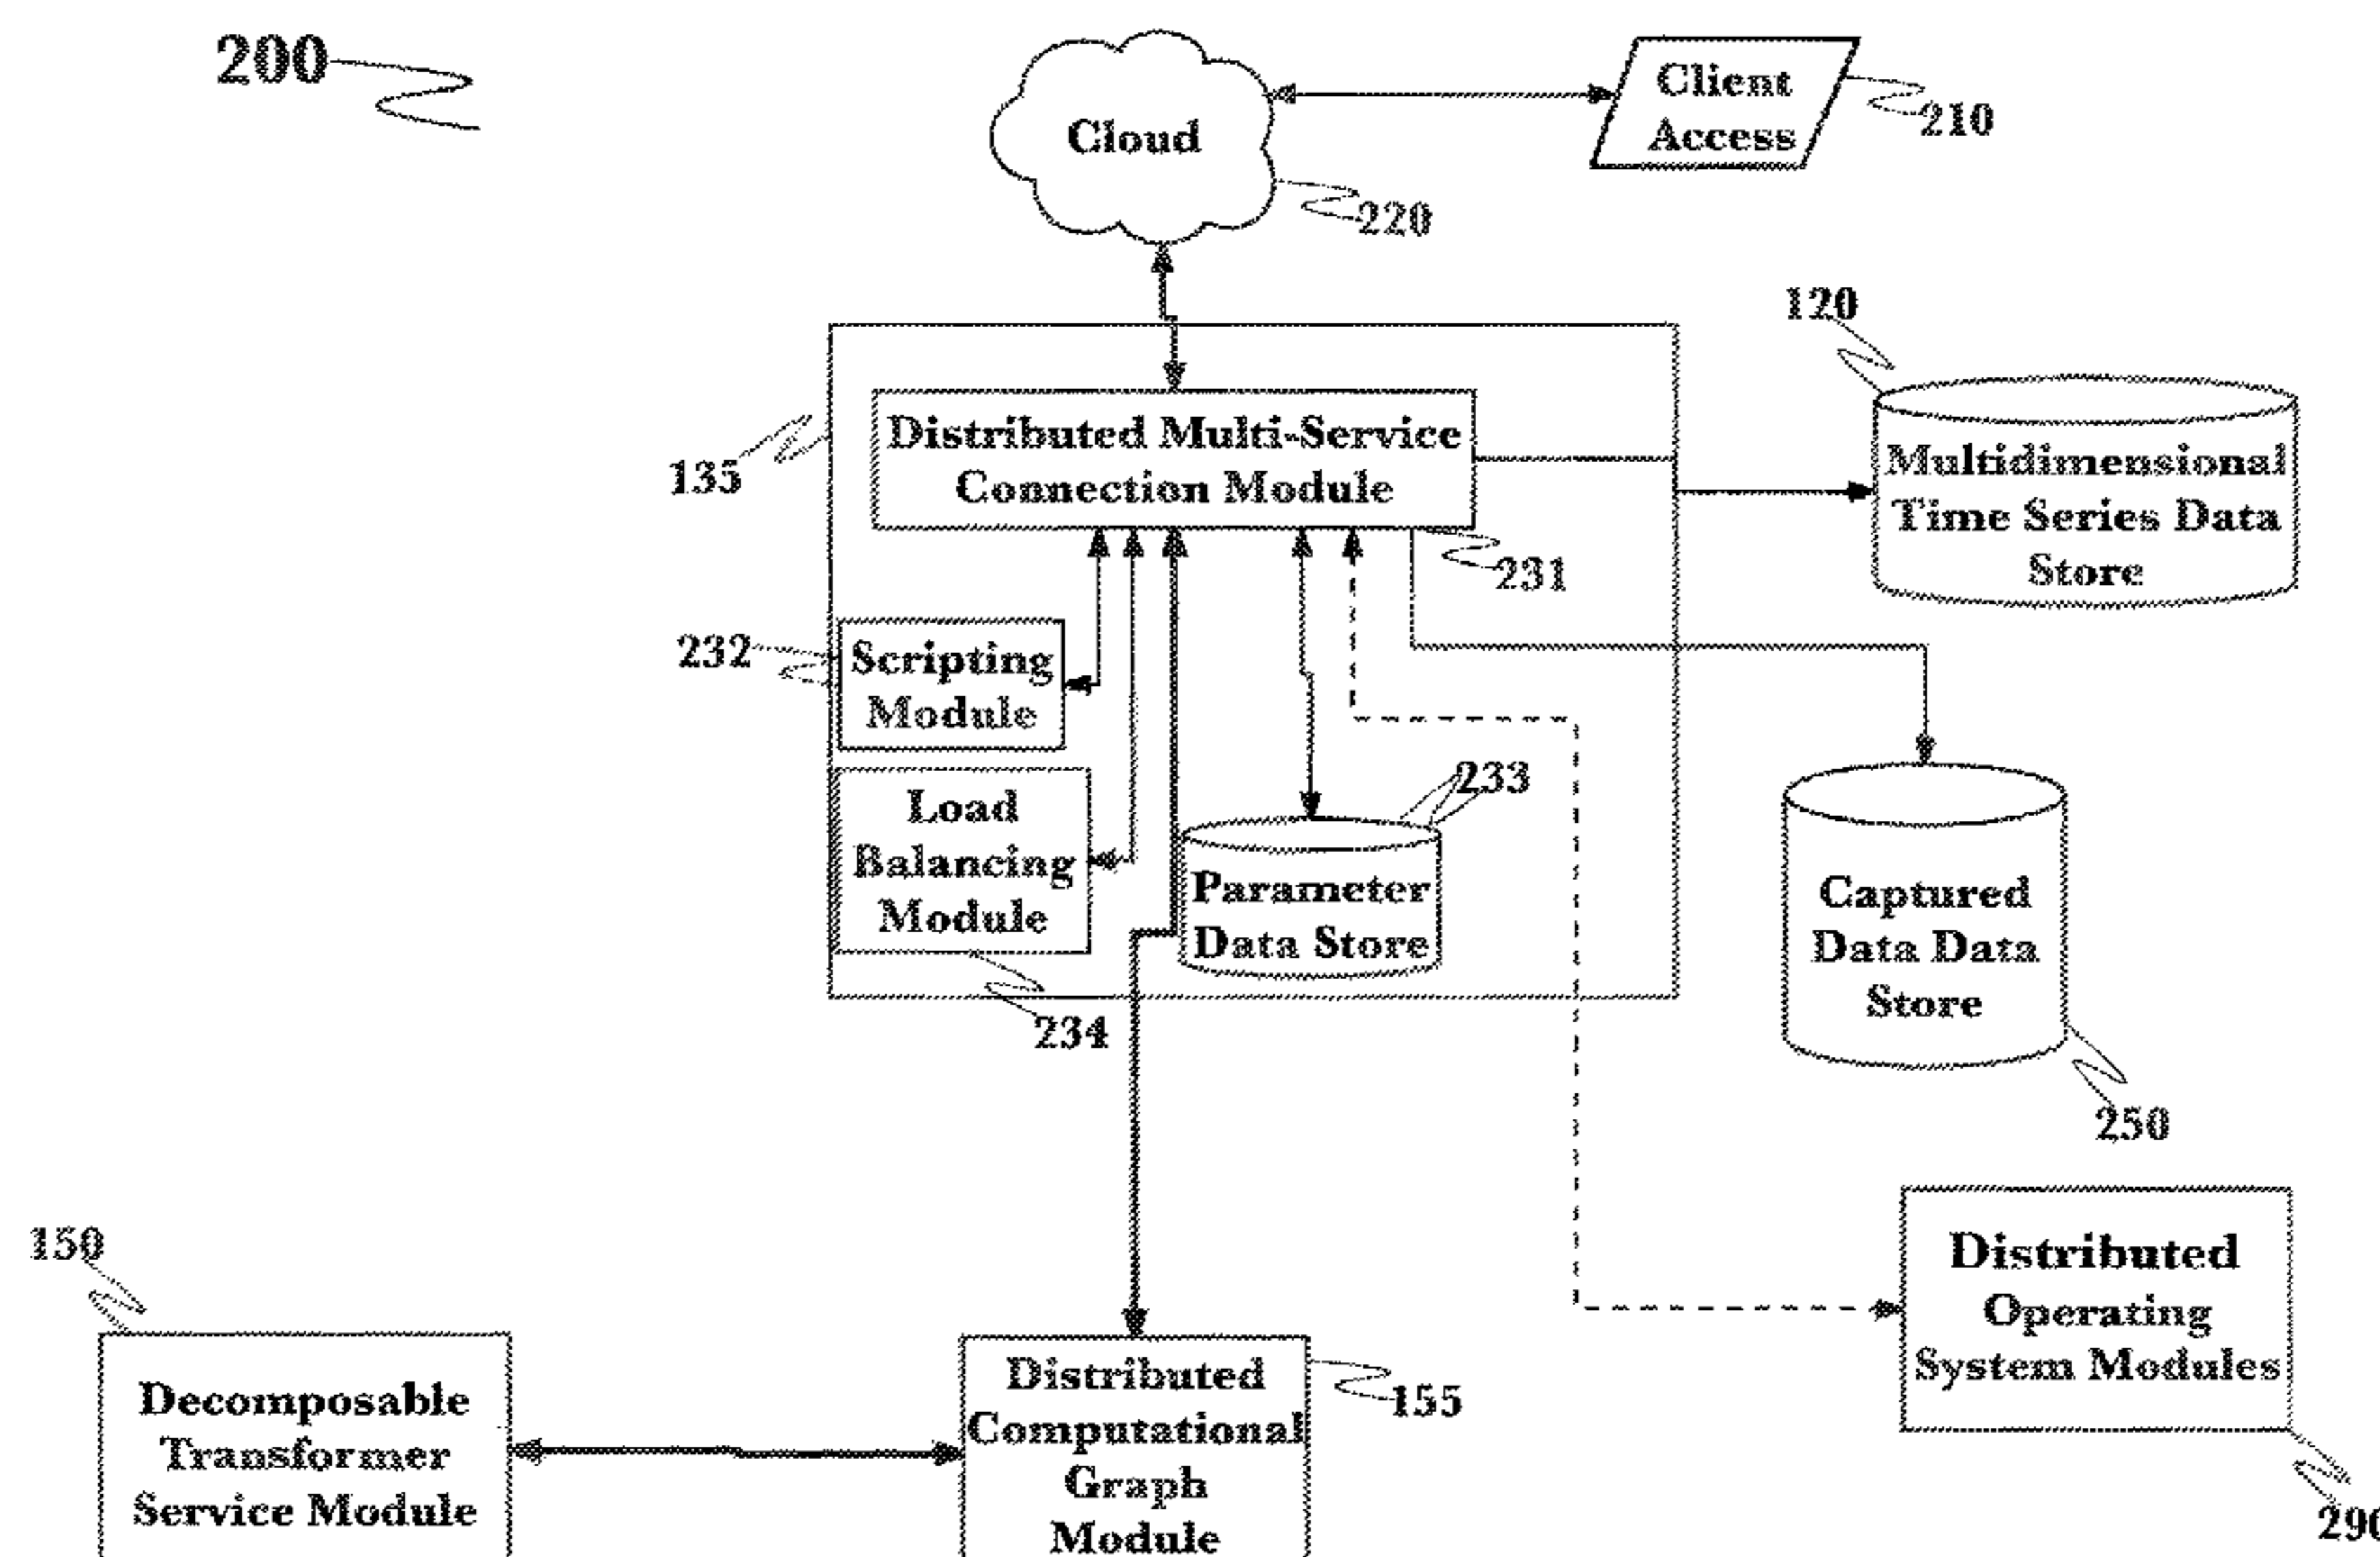 200
Cloud
Client
Access
210
220
120
135
Distributed Multi-Service
Connection Module
231
Multidimensional
Time Series Data
Store
232
Scripting
Module
Load
Balancing
Module
233
Parameter
Data Store
234
Captured
Data Data
Store
250
150
Decomposable
Transformer
Service Module
Distributed
Computational
Graph
Module
155
Distributed
Operating
System Modules
290